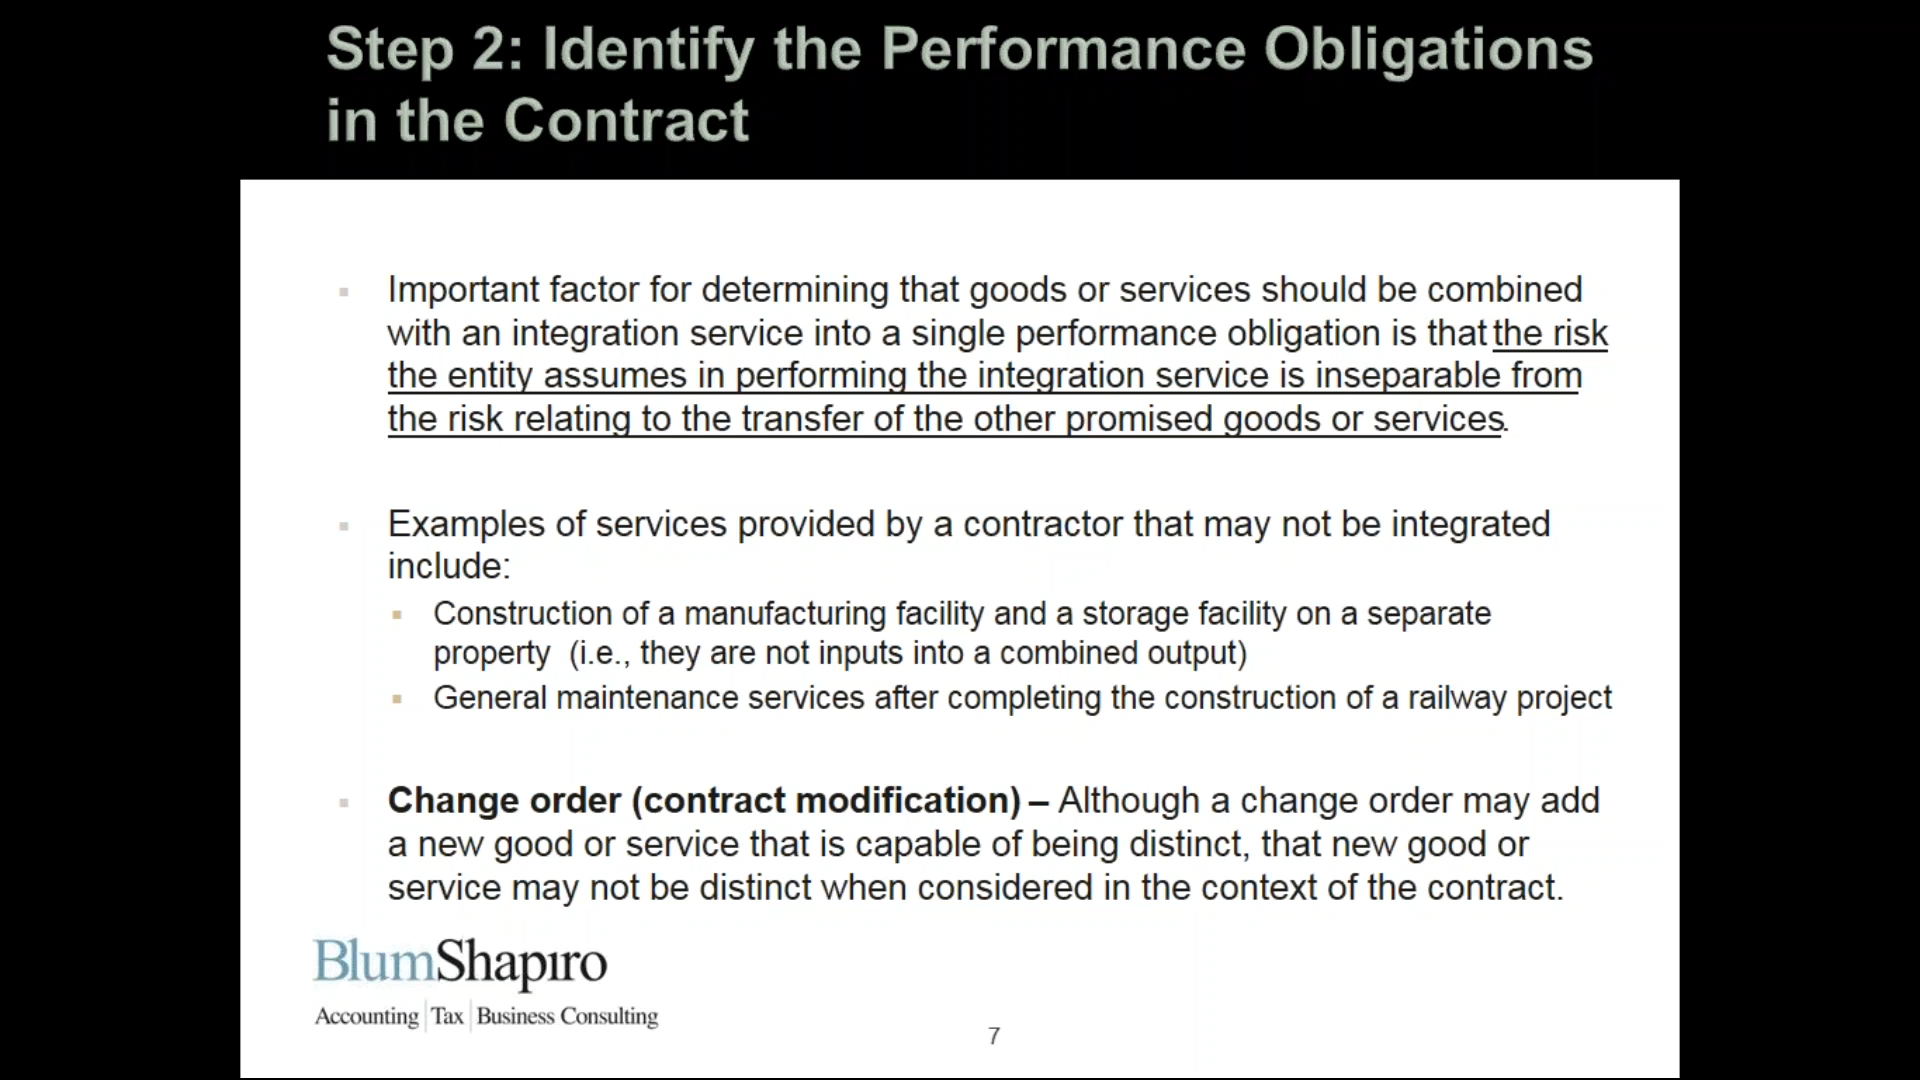 Step 2: Identify the Performance Obligations
in the Contract
Important factor for determining that goods or services should be combined
with an integration service into a single performance obligation is that the risk
the entity assumes in performing the integration service is inseparable from
the risk relating to the transfer of the other promised goods or services.
Examples of services provided by a contractor that may not be integrated
include:
Construction of a manufacturing facility and a storage facility on a separate
property (i.e., they are not inputs into a combined output)
General maintenance services after completing the construction of a railway project
Change order (contract modification) – Although a change order may add
a new good or service that is capable of being distinct, that new good or
service may not be distinct when considered in the context of the contract.
BlumShapiro
Accounting | Tax | Business Consulting
7